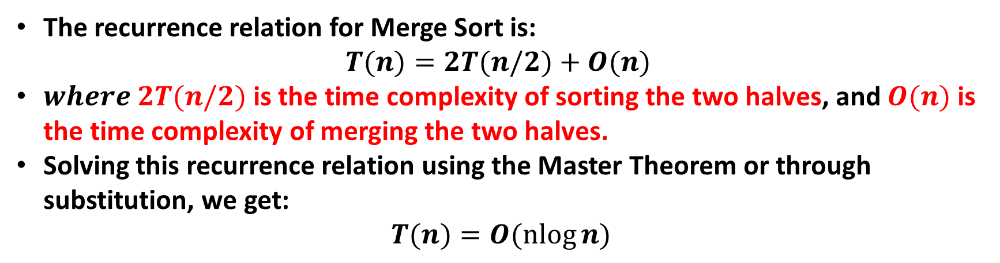 • The recurrence relation for Merge Sort is:
T(n) = 2T(n/2) + O(n)
• where 2T(n/2) is the time complexity of sorting the two halves, and O(n) is
the time complexity of merging the two halves.
• Solving this recurrence relation using the Master Theorem or through
substitution, we get:
T(n) = O(nlog n)